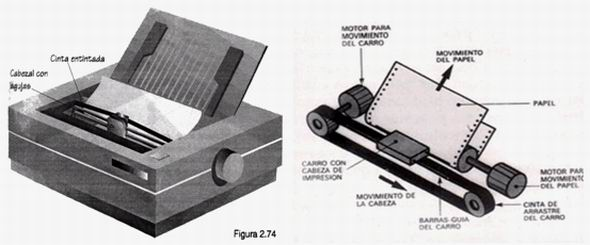 Cinta entintada
Cabezal con
agujas
Figura 2.74
MOTOR PARA
MOVIMIENTO
DEL CARRO
MOVIMIENTO
DEL PAPEL
PAPEL
CARRO CON
CABEZA DE
IMPRESION
MOVIMIENTO DE
LA CABEZA
BARRAS-GUIA
DEL CARRO
MOTOR PAR
MOVIMIENTO
DEL PAPEL
CINTA DE
ARRASTRE
DEL CARRO